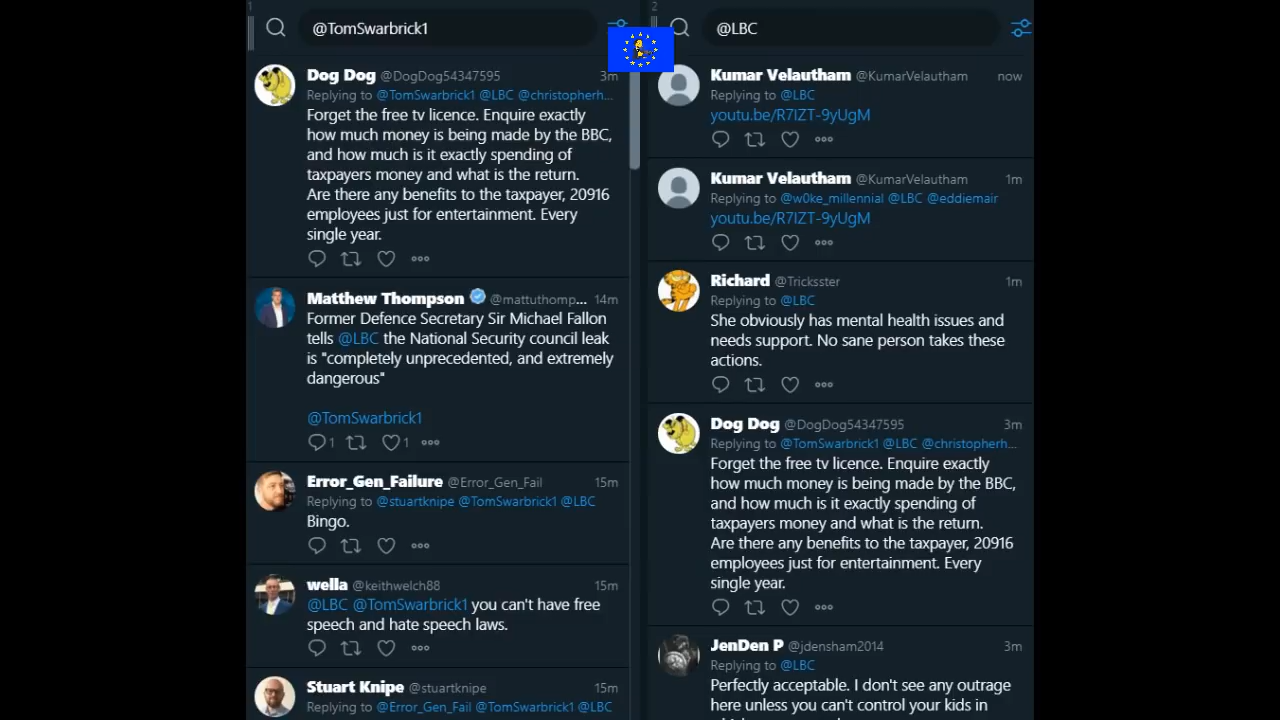 1
@TomSwarbrick1
Dog Dog @DogDog54347595 3m
Replying to @TomSwarbrick1 @LBC @christopherh...
Forget the free tv licence. Enquire exactly
how much money is being made by the BBC,
and how much is it exactly spending of
taxpayers money and what is the return.
Are there any benefits to the taxpayer, 20916
employees just for entertainment. Every
single year.
Matthew Thompson @mattuthomp... 14m
Former Defence Secretary Sir Michael Fallon
tells @LBC the National Security council leak
is "completely unprecedented, and extremely
dangerous"
@TomSwarbrick1
1 1
Error_Gen_Failure @Error_Gen_Fail 15m
Replying to @stuartknipe @TomSwarbrick1 @LBC
Bingo.
wella @keithwelch88 15m
@LBC @TomSwarbrick1 you can't have free
speech and hate speech laws.
Stuart Knipe @stuartknipe 15m
Replying to @Error_Gen_Fail @TomSwarbrick1 @LBC
2
@LBC
Kumar Velautham @KumarVelautham now
Replying to @LBC
youtu.be/R7IZT-9yUgM
Kumar Velautham @KumarVelautham 1m
Replying to @w0ke_millennial @LBC @eddiemair
youtu.be/R7IZT-9yUgM
Richard @Tricksster 1m
Replying to @LBC
She obviously has mental health issues and
needs support. No sane person takes these
actions.
Dog Dog @DogDog54347595 3m
Replying to @TomSwarbrick1 @LBC @christopherh...
Forget the free tv licence. Enquire exactly
how much money is being made by the BBC,
and how much is it exactly spending of
taxpayers money and what is the return.
Are there any benefits to the taxpayer, 20916
employees just for entertainment. Every
single year.
JenDen P @jdensham2014 3m
Replying to @LBC
Perfectly acceptable. I don't see any outrage
here unless you can't control your kids in